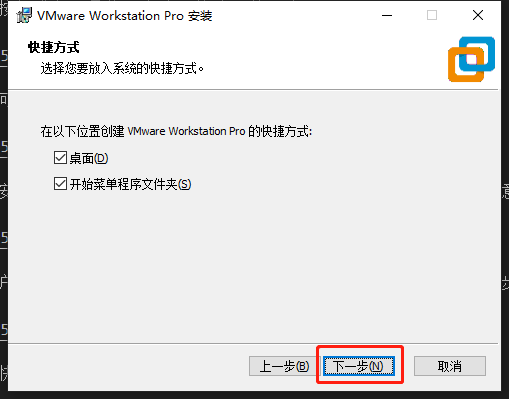 VMware Workstation Pro 安装
快捷方式
选择您要放入系统的快捷方式。
在以下位置创建 VMware Workstation Pro 的快捷方式:
桌面(D)
开始菜单程序文件夹(S)
上一步(B)
下一步(N)
取消